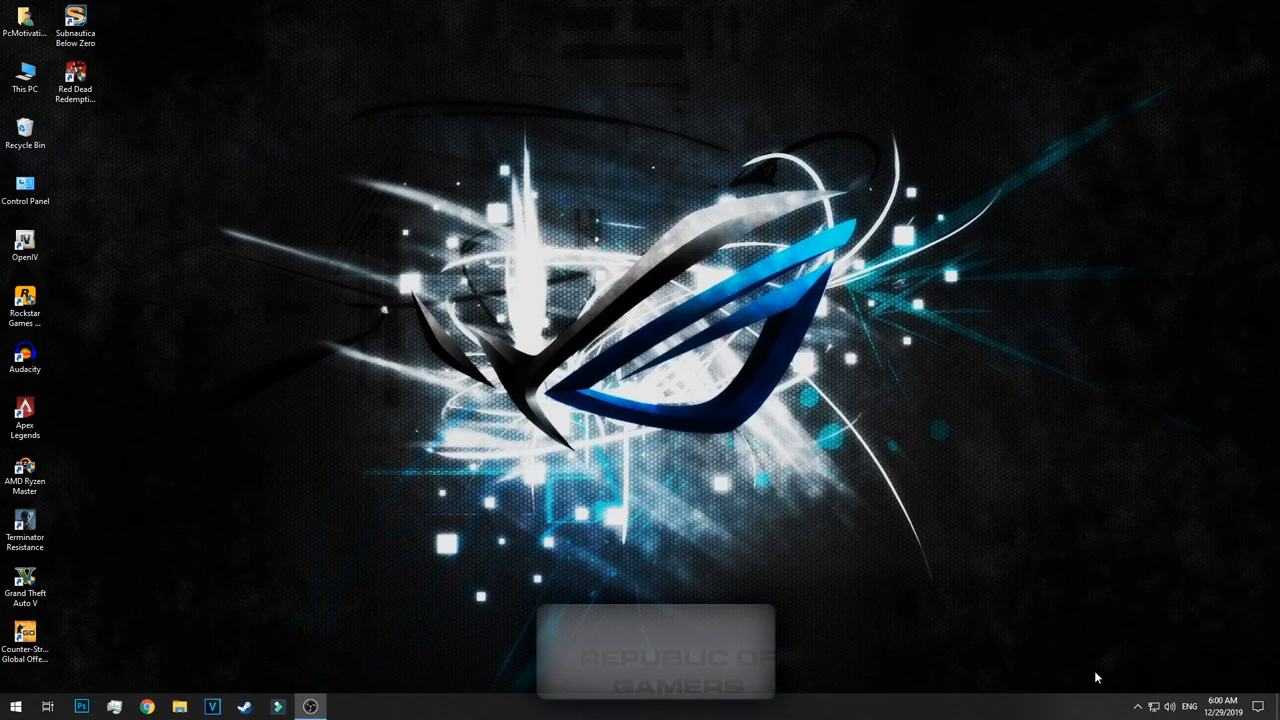 PcMotivati...
Subnautica
Below Zero
This PC
Red Dead
Redempti...
Recycle Bin
Control Panel
OpenIV
Rockstar
Games ...
Audacity
Apex
Legends
AMD Ryzen
Master
Terminator
Resistance
Grand Theft
Auto V
Counter-Str...
Global Offe...
REPUBLIC OF
GAMERS
Ps
V
ENG
6:00 AM
12/29/2019